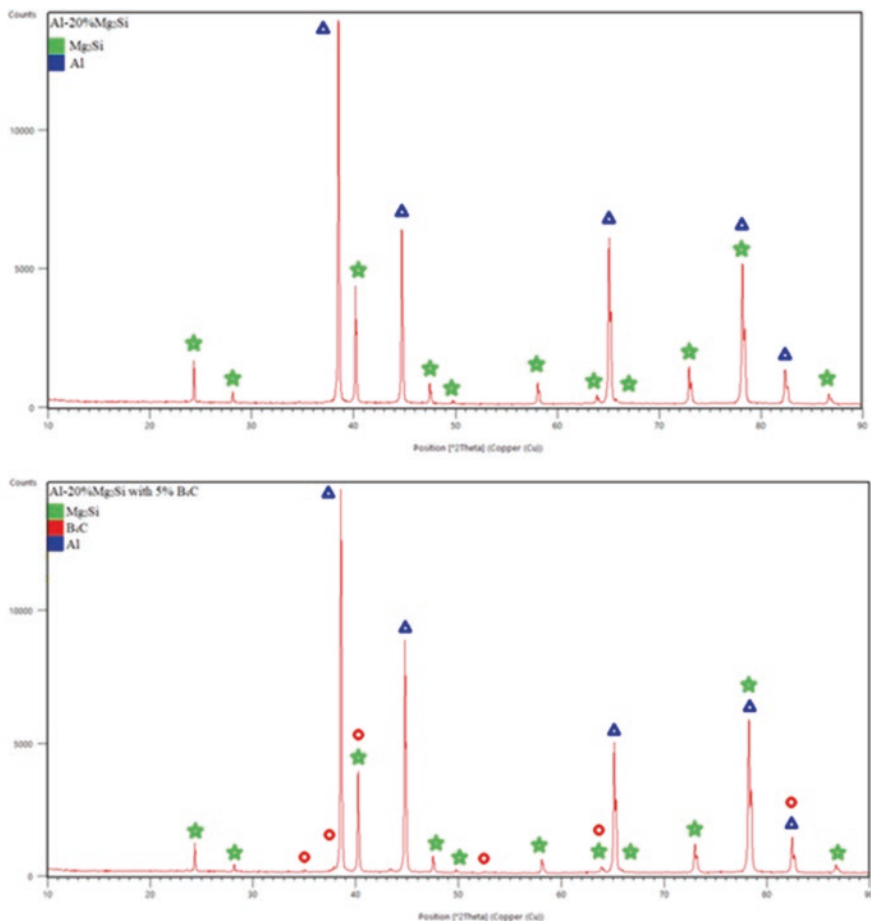 Counts
Al-20%Mg₂Si
Mg₂Si
Al
10000
5000
0
10 20 30 40 50 60 70 80 90
Position [°2Theta] (Copper (Cu))
Counts
Al-20%Mg₂Si with 5% B₄C
Mg₂Si
B₄C
Al
10000
5000
0
10 20 30 40 50 60 70 80 90
Position [°2Theta] (Copper (Cu))